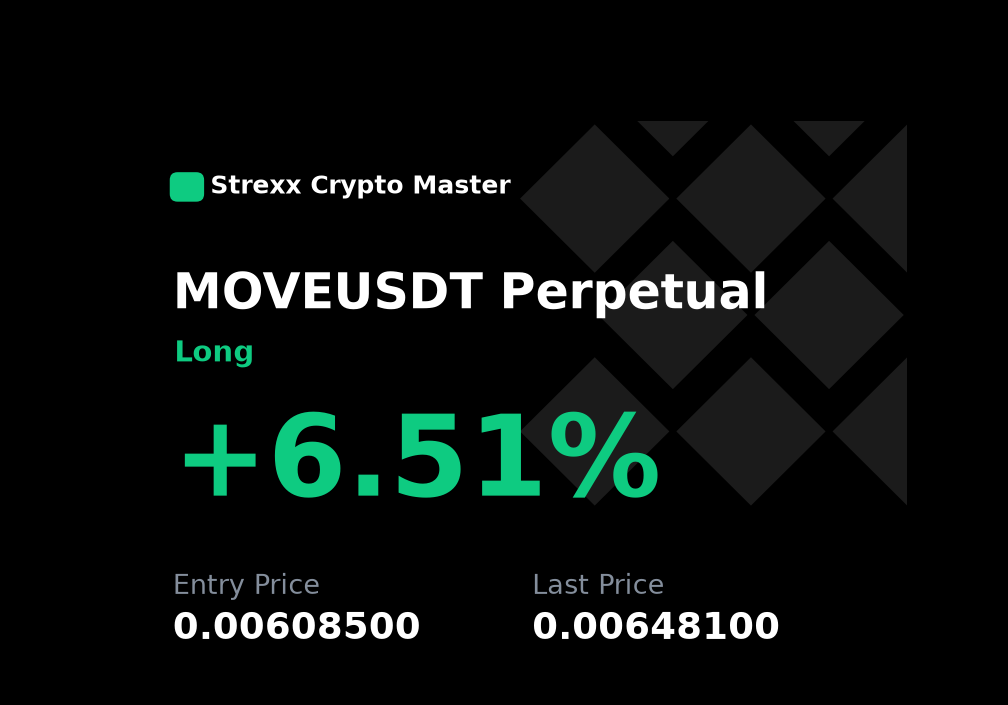 Strexx Crypto Master
MOVEUSDT Perpetual
Long
+6.51%
Entry Price Last Price
0.00608500 0.00648100